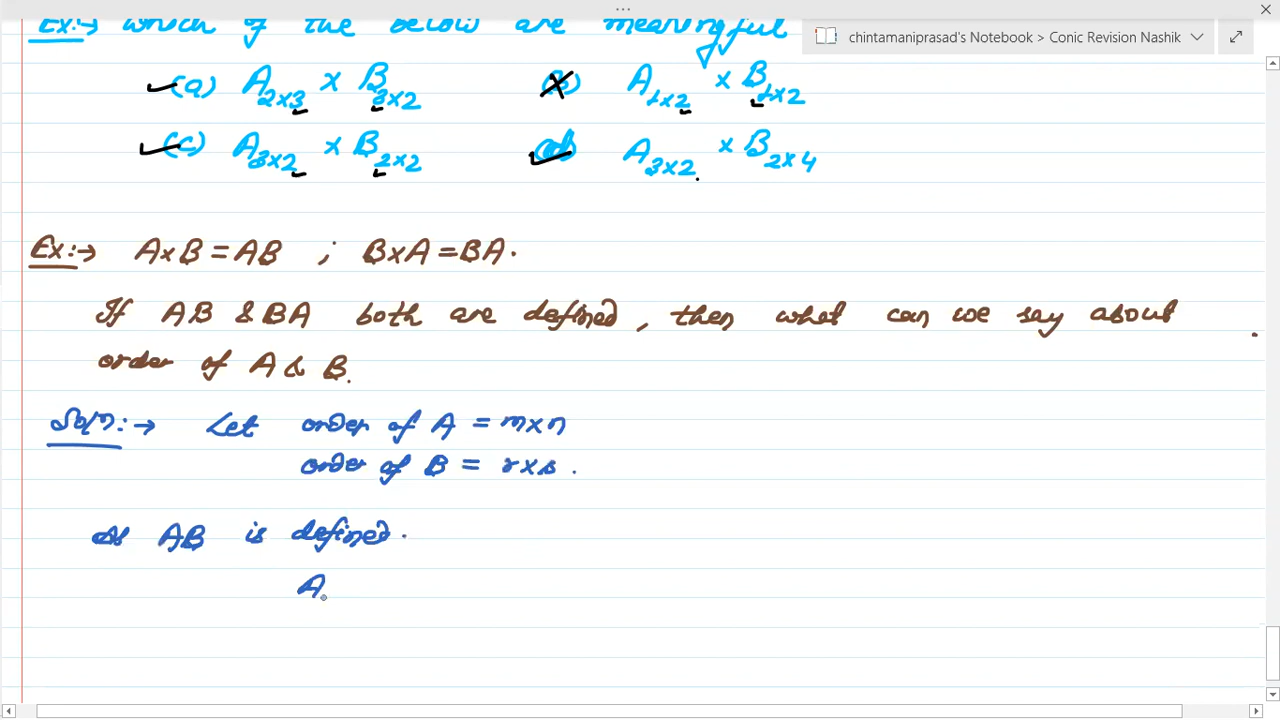 chintamaniprasad's Notebook > Conic Revision Nashik
Ex:→ which of the below are meaningful
(a) A2×3 × B3×2 (b) A1×2 × B1×2
(c) A3×2 × B2×2 (d) A3×2 × B2×4
Ex:→ A×B = AB ; B×A = BA.
If AB & BA both are defined, then what can we say about
order of A & B.
Solⁿ:→ Let order of A = m×n
order of B = r×s.
As AB is defined.
A